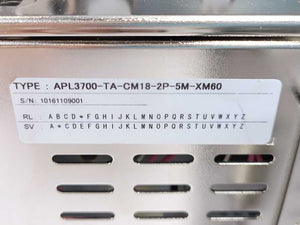 TYPE : APL3700-TA-CM18-2P-5M-XM60
S/N: 10161109001
RL : A B C D * F G H I J K L M N O P Q R S T U V W X Y Z
SV : A * C D E F G H I J K L M N O P Q R S T U V W X Y Z